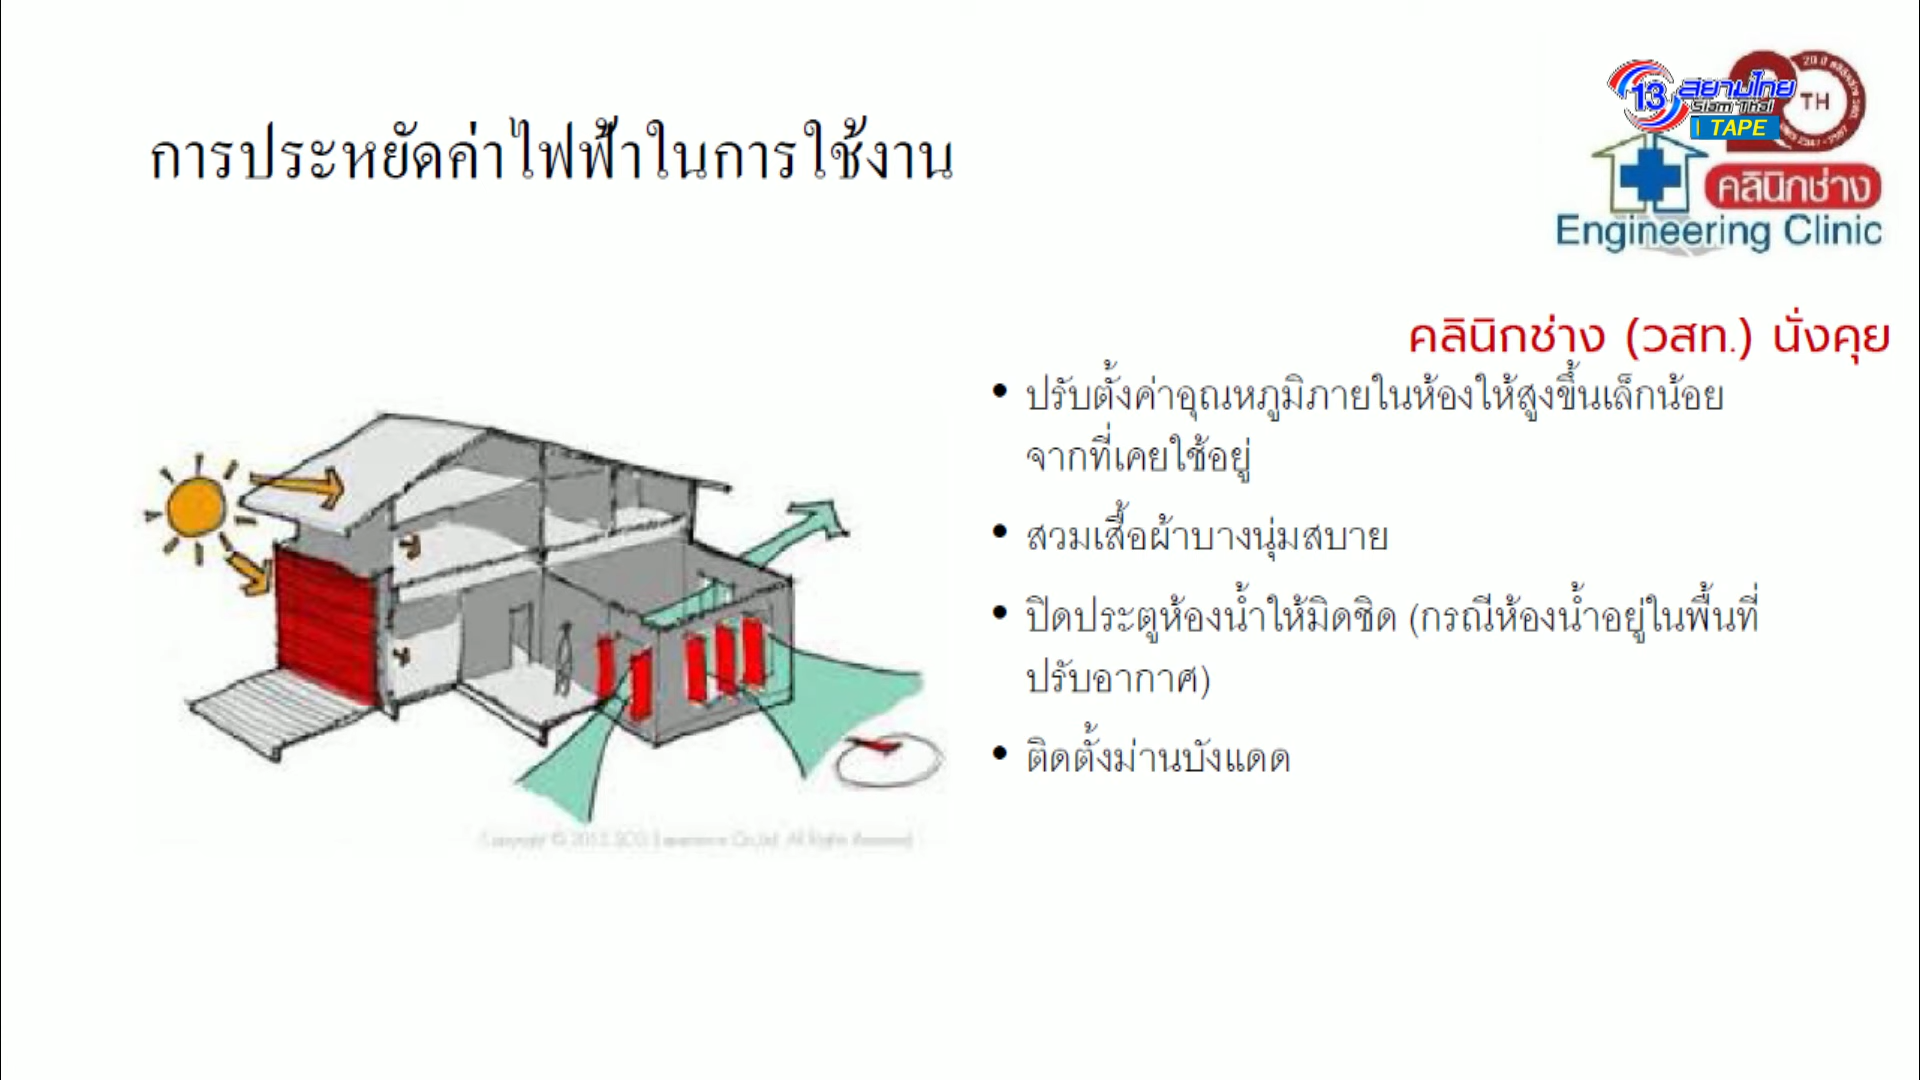 การประหยัดค่าไฟฟ้าในการใช้งาน
13 สยามไทย
Siam Thai
TAPE
TH
คลินิกช่าง
Engineering Clinic
คลินิกช่าง (วสท.) นั่งคุย
• ปรับตั้งค่าอุณหภูมิภายในห้องให้สูงขึ้นเล็กน้อย
จากที่เคยใช้อยู่
• สวมเสื้อผ้าบางนุ่มสบาย
• ปิดประตูห้องน้ำให้มิดชิด (กรณีห้องน้ำอยู่ในพื้นที่
ปรับอากาศ)
• ติดตั้งม่านบังแดด